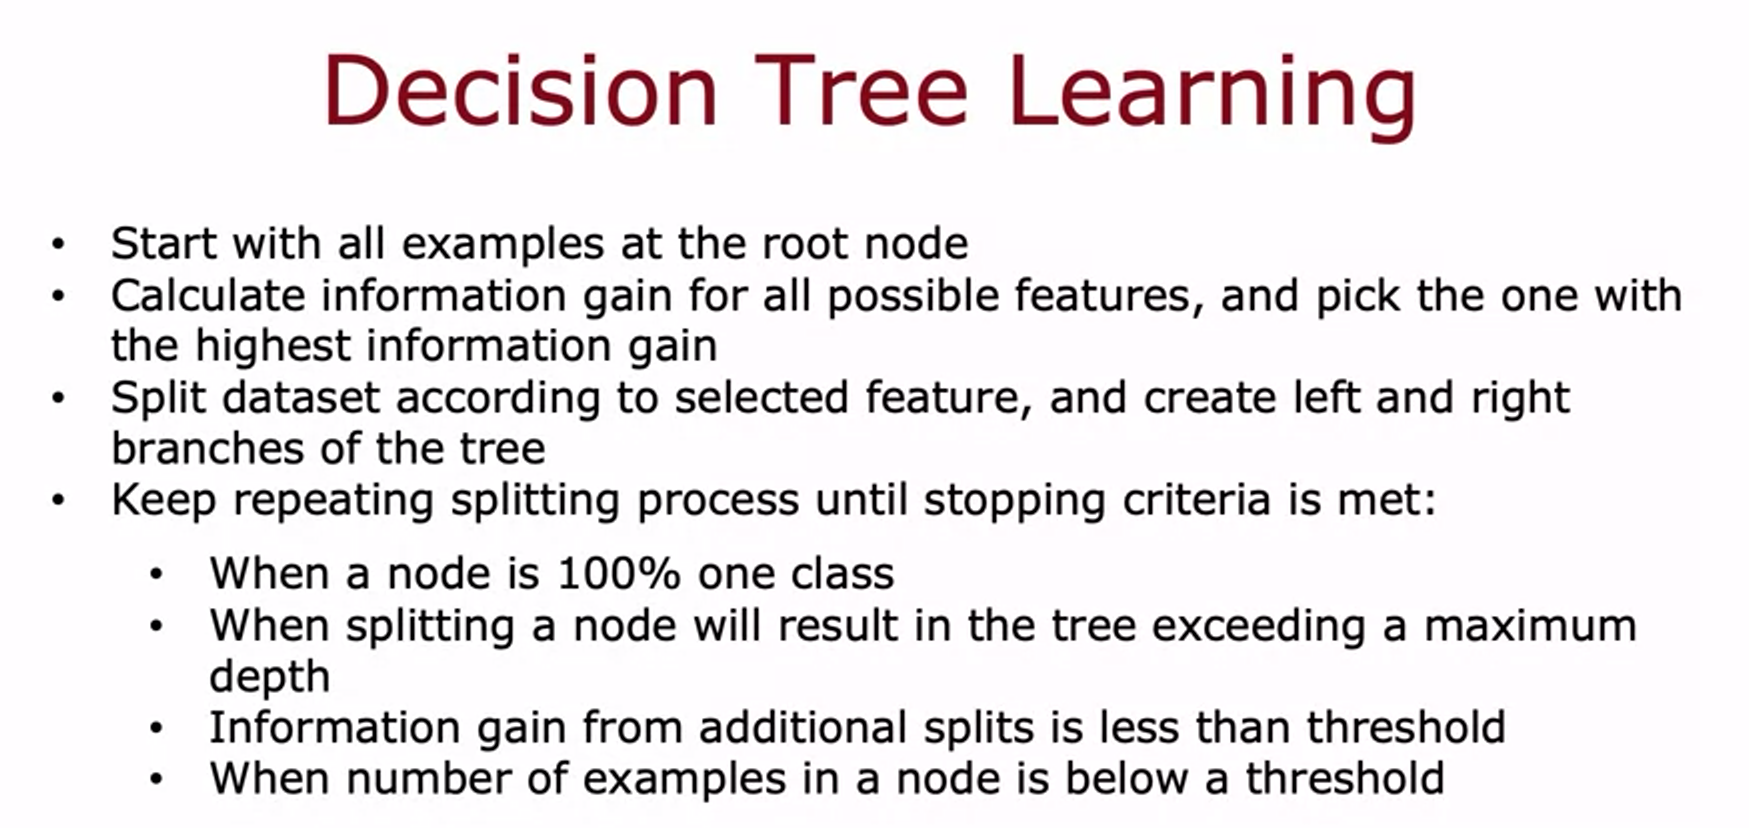 Decision Tree Learning
• Start with all examples at the root node
• Calculate information gain for all possible features, and pick the one with
the highest information gain
• Split dataset according to selected feature, and create left and right
branches of the tree
• Keep repeating splitting process until stopping criteria is met:
• When a node is 100% one class
• When splitting a node will result in the tree exceeding a maximum
depth
• Information gain from additional splits is less than threshold
• When number of examples in a node is below a threshold